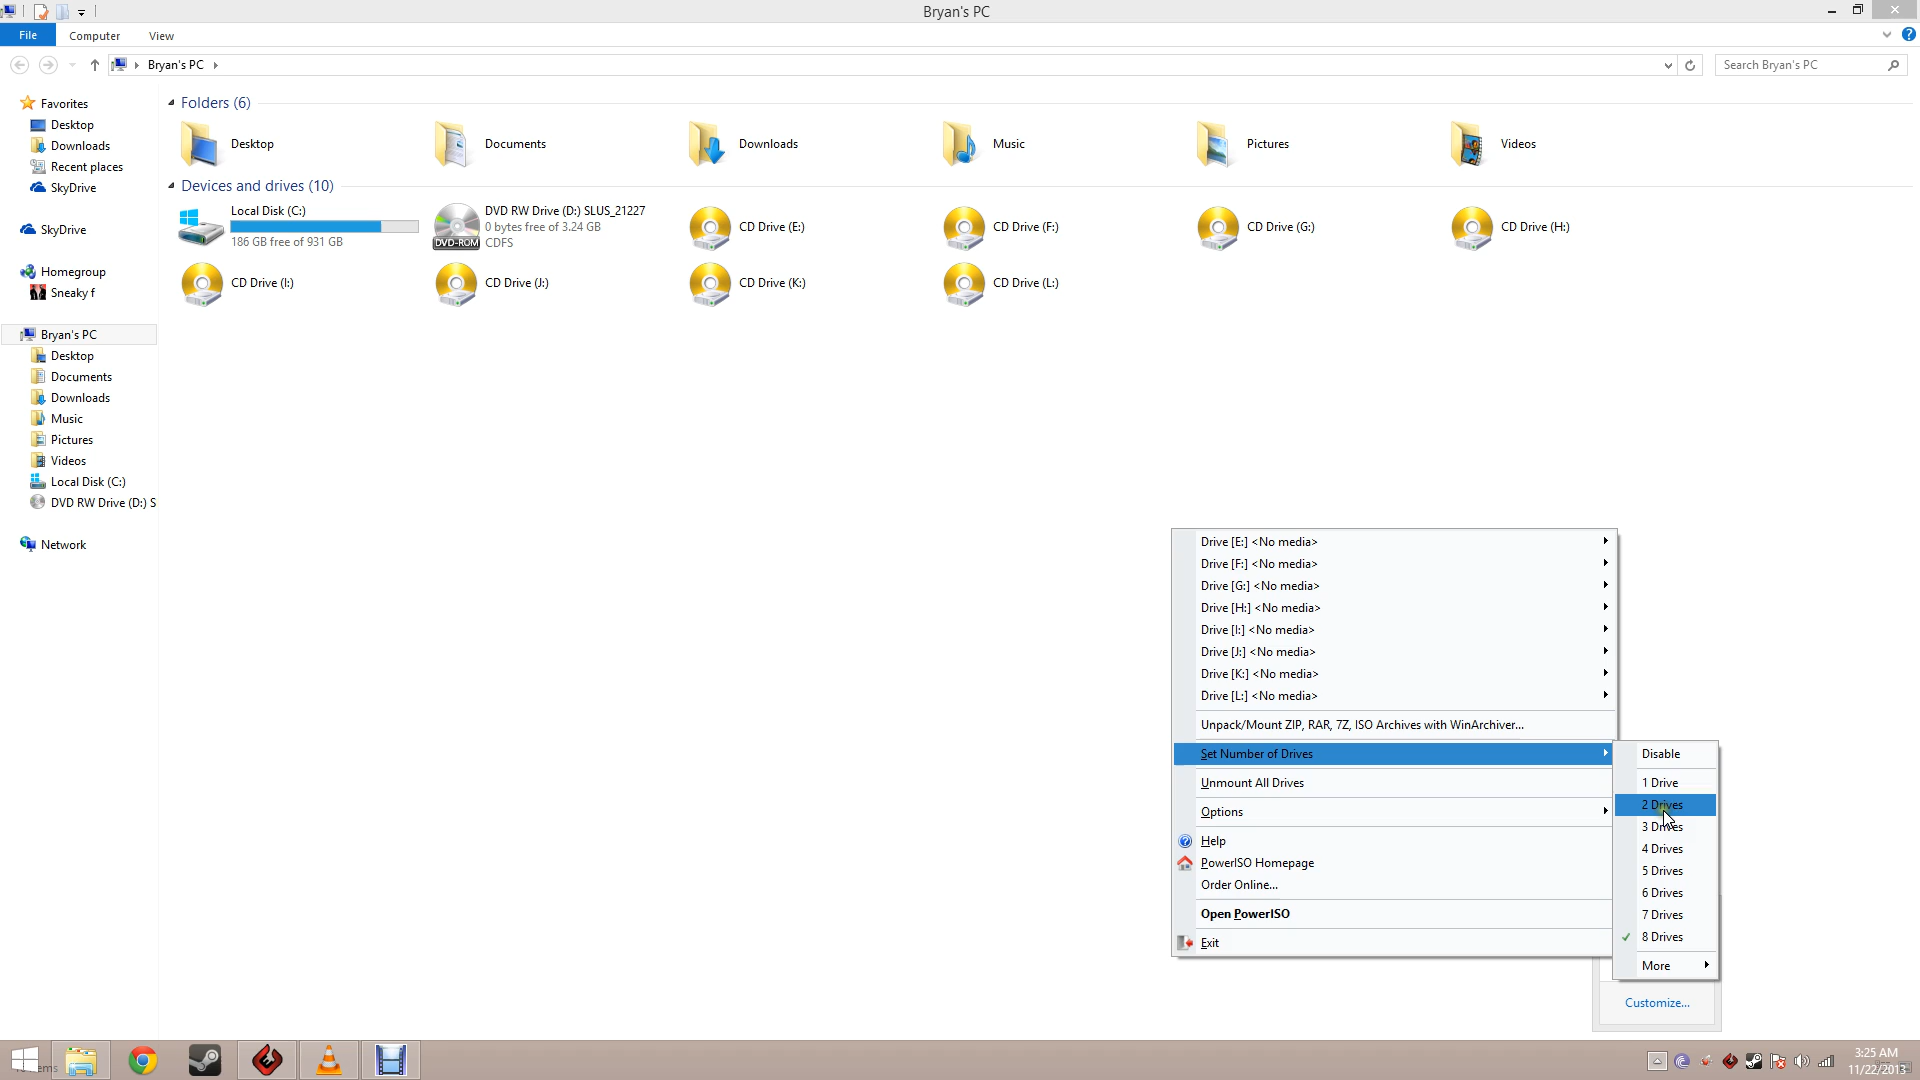 Bryan's PC
File
Computer
View
Bryan's PC
Search Bryan's PC
Favorites
Desktop
Downloads
Recent places
SkyDrive
SkyDrive
Homegroup
Sneaky f
Bryan's PC
Desktop
Documents
Downloads
Music
Pictures
Videos
Local Disk (C:)
DVD RW Drive (D:) S
Network
Folders (6)
Desktop
Documents
Downloads
Music
Pictures
Videos
Devices and drives (10)
Local Disk (C:)
186 GB free of 931 GB
DVD-ROM
DVD RW Drive (D:) SLUS_21227
0 bytes free of 3.24 GB
CDFS
CD Drive (E:)
CD Drive (F:)
CD Drive (G:)
CD Drive (H:)
CD Drive (I:)
CD Drive (J:)
CD Drive (K:)
CD Drive (L:)
Drive [E:] <No media>
Drive [F:] <No media>
Drive [G:] <No media>
Drive [H:] <No media>
Drive [I:] <No media>
Drive [J:] <No media>
Drive [K:] <No media>
Drive [L:] <No media>
Unpack/Mount ZIP, RAR, 7Z, ISO Archives with WinArchiver...
Set Number of Drives
Unmount All Drives
Options
Help
PowerISO Homepage
Order Online...
Open PowerISO
Exit
Disable
1 Drive
2 Drives
3 Drives
4 Drives
5 Drives
6 Drives
7 Drives
8 Drives
More
Customize...
3:25 AM
11/22/2013